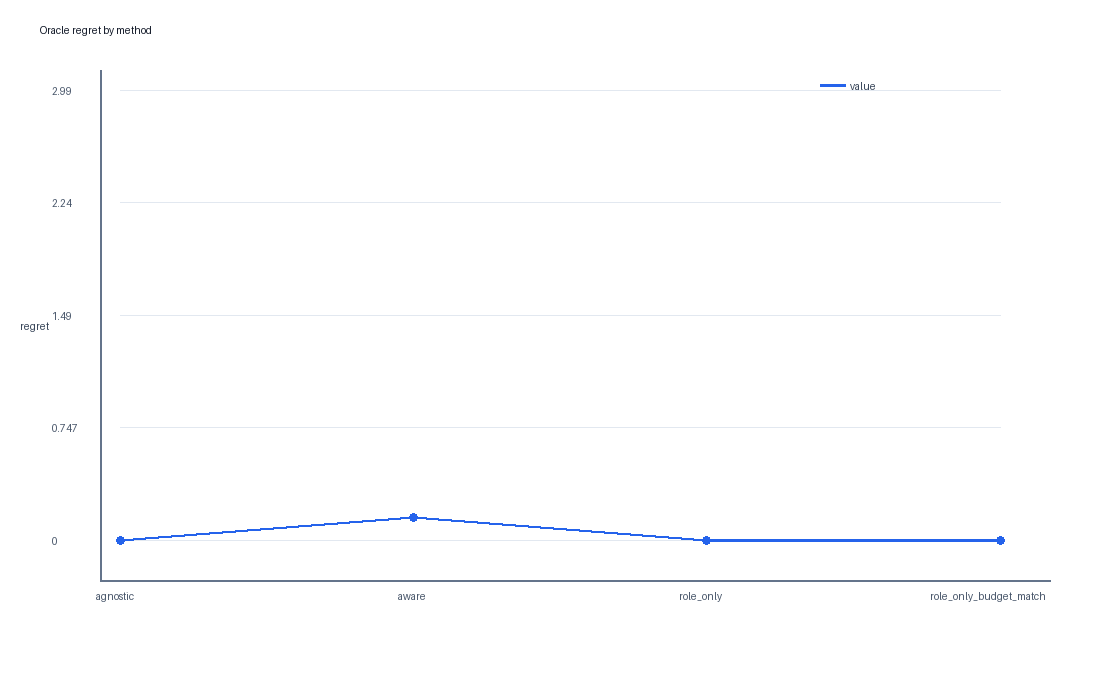 Oracle regret by method
value
2.99
2.24
1.49
regret
0.747
0
agnostic
aware
role_only
role_only_budget_match